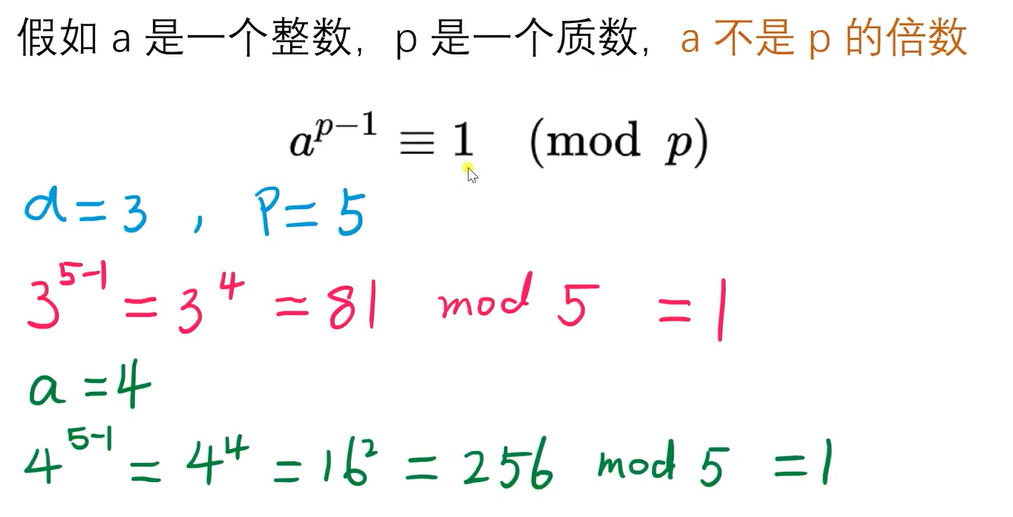 假如 a 是一个整数，p 是一个质数，a 不是 p 的倍数
a^{p-1} ≡ 1 (mod p)
a = 3 , P = 5
3^{5-1} = 3^4 = 81 mod 5 = 1
a = 4
4^{5-1} = 4^4 = 16^2 = 256 mod 5 = 1